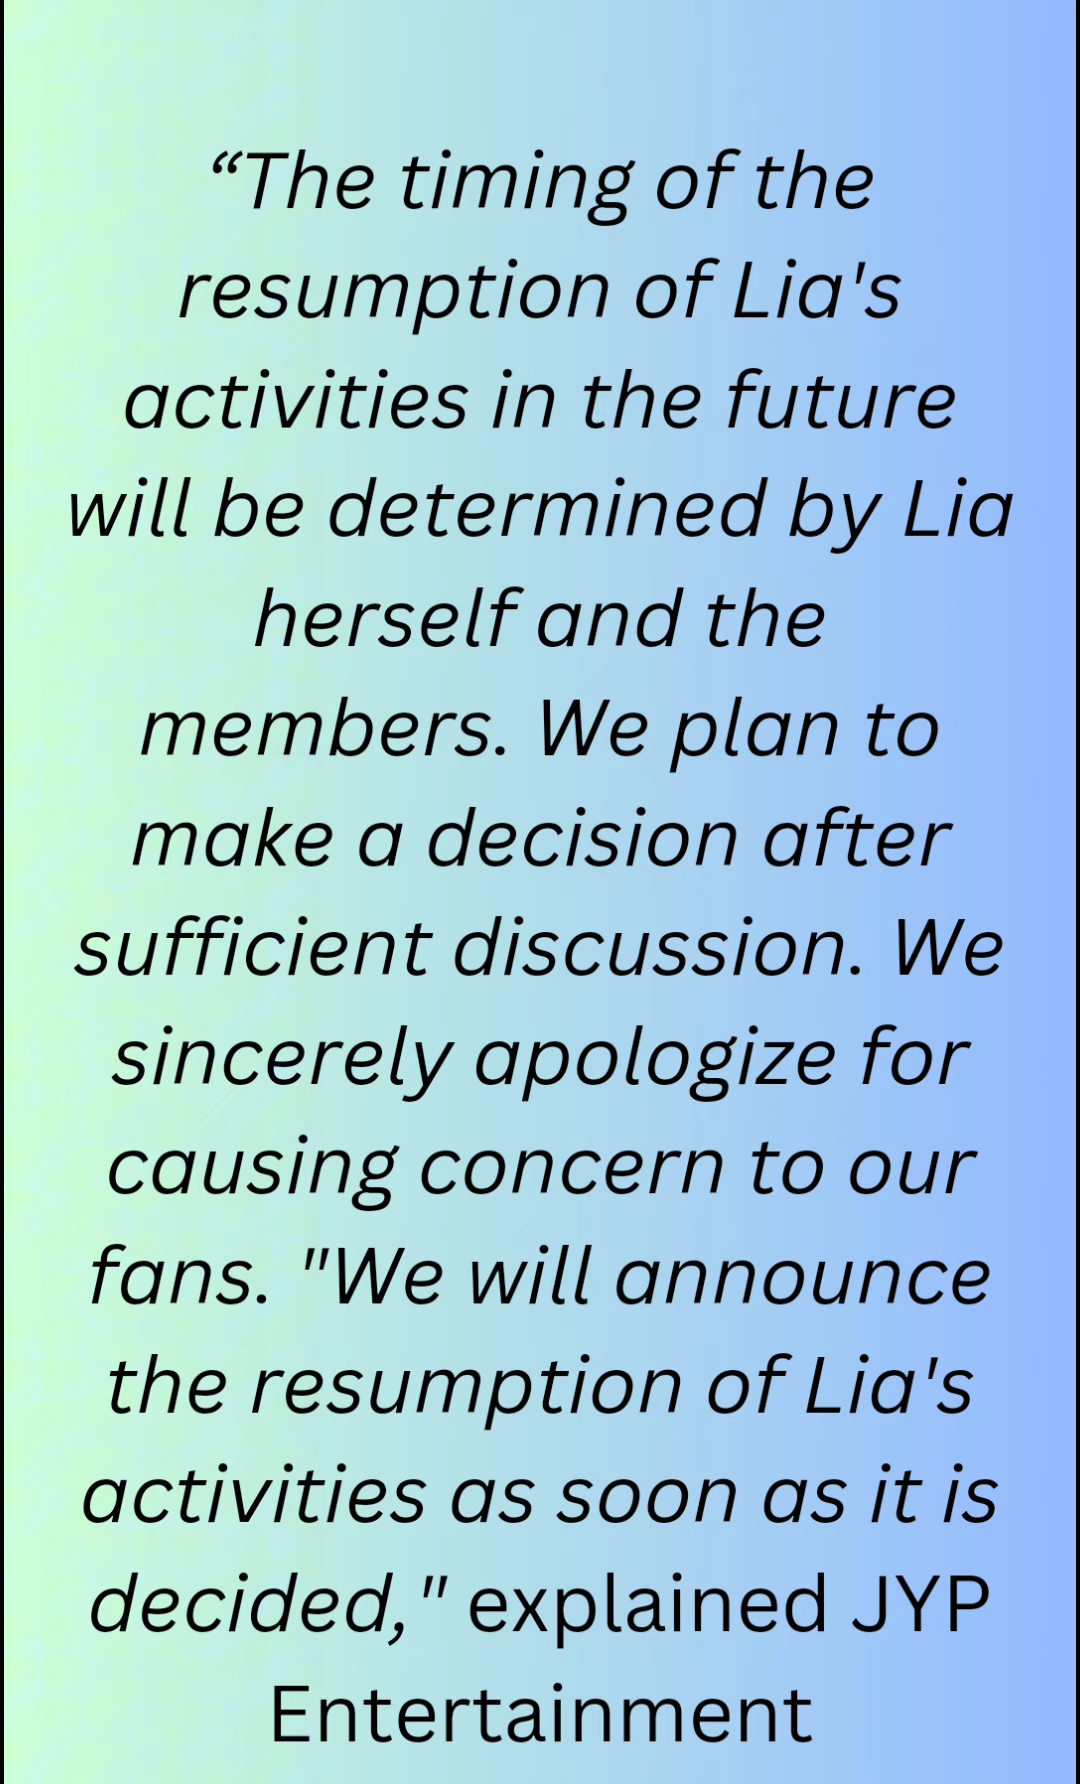 “The timing of the
resumption of Lia's
activities in the future
will be determined by Lia
herself and the
members. We plan to
make a decision after
sufficient discussion. We
sincerely apologize for
causing concern to our
fans. "We will announce
the resumption of Lia's
activities as soon as it is
decided," explained JYP
Entertainment